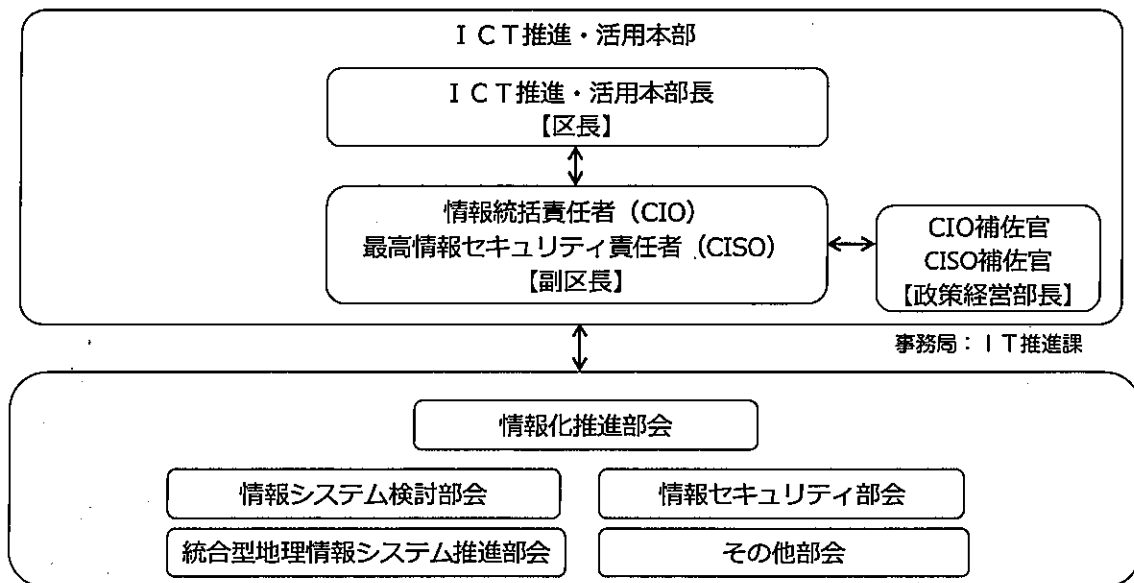 ICT推進・活用本部
ICT推進・活用本部長
【区長】
情報統括責任者（CIO）
最高情報セキュリティ責任者（CISO）
【副区長】
CIO補佐官
CISO補佐官
【政策経営部長】
事務局：IT推進課
情報化推進部会
情報システム検討部会
情報セキュリティ部会
統合型地理情報システム推進部会
その他部会